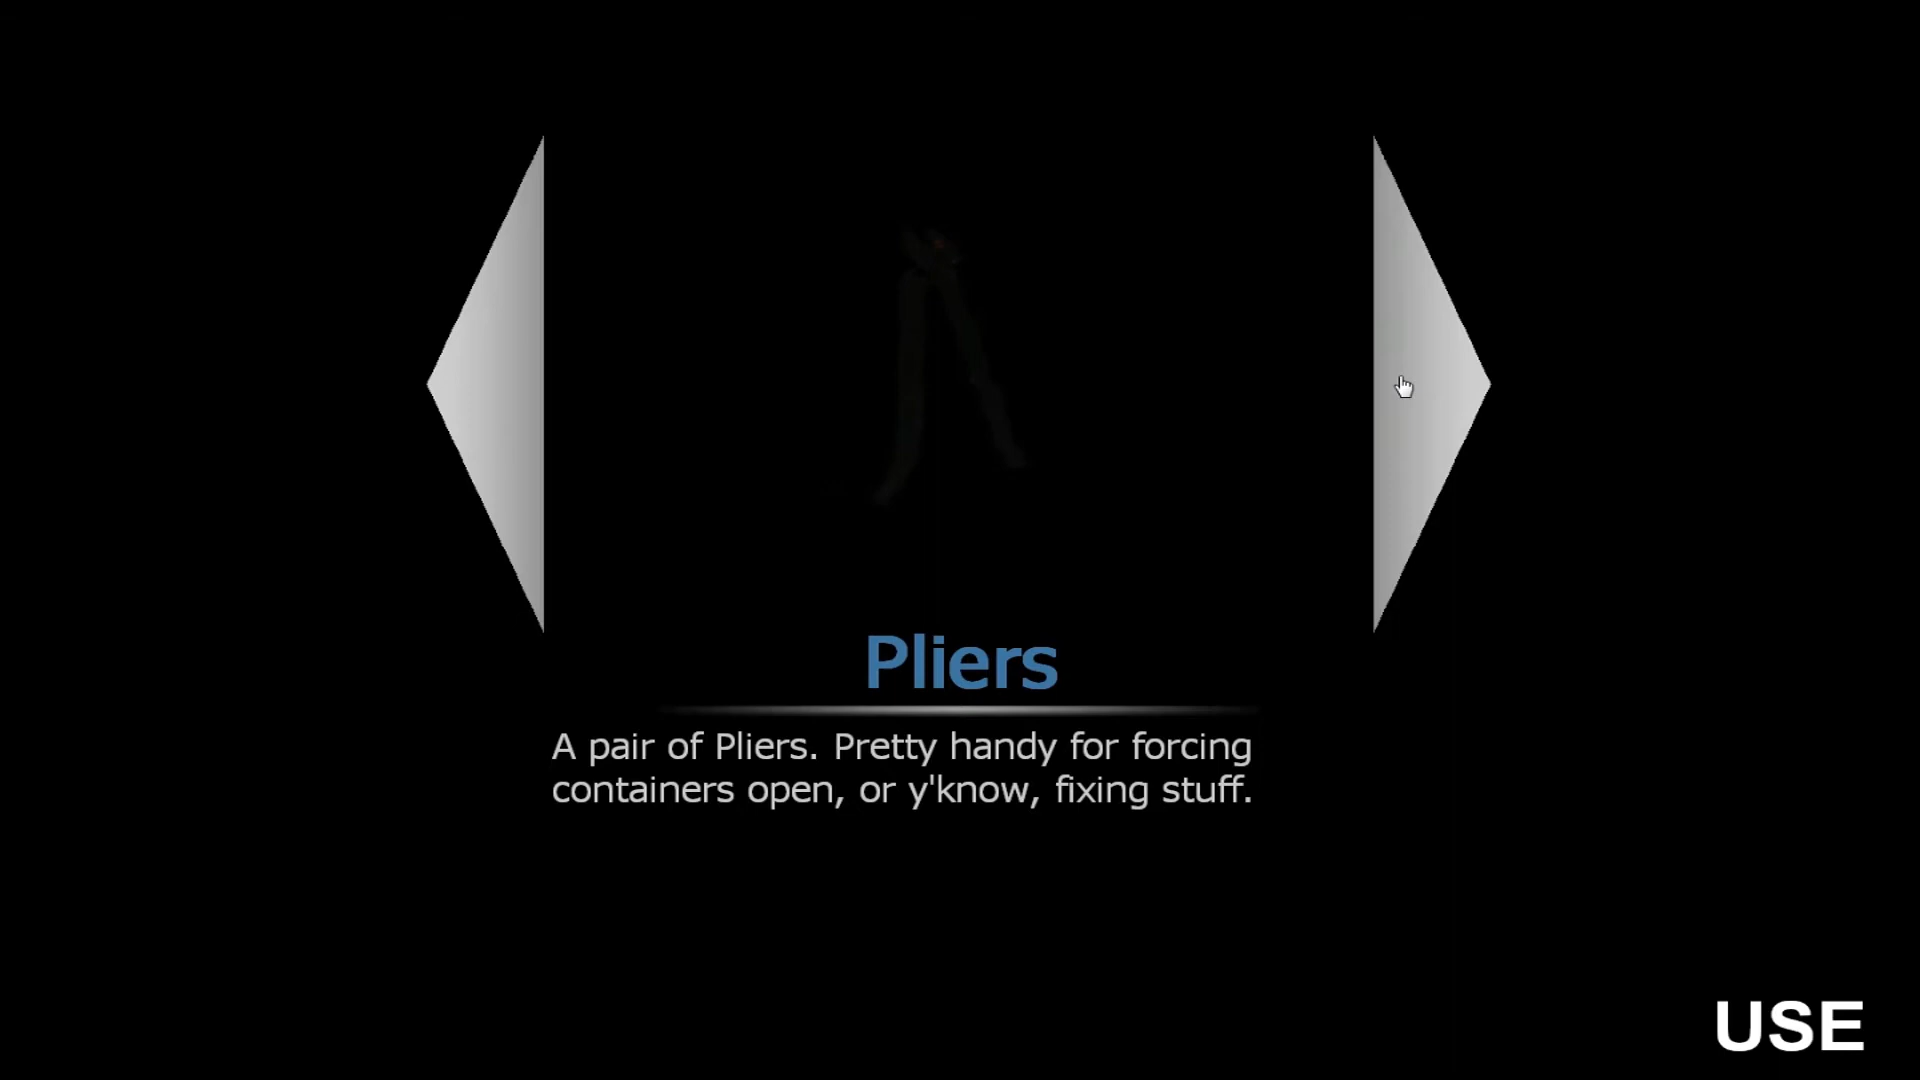 Pliers
A pair of Pliers. Pretty handy for forcing
containers open, or y'know, fixing stuff.
USE